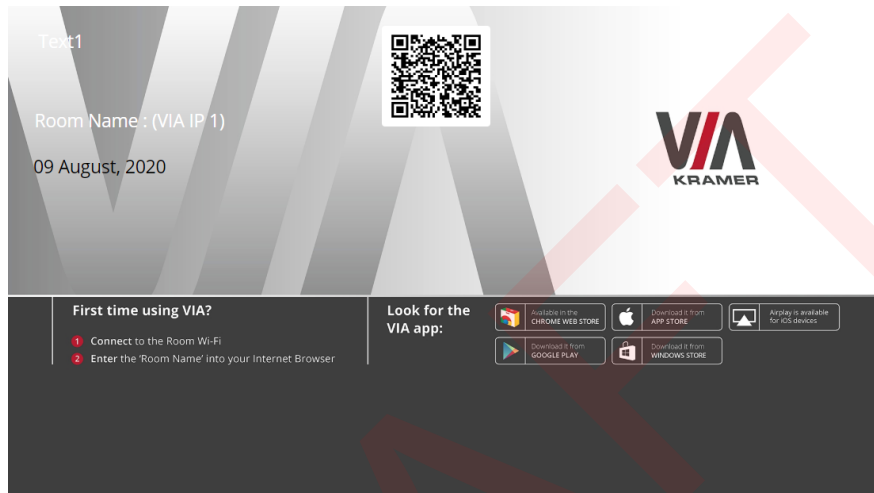 Text1
Room Name : (VIA IP 1)
09 August, 2020
VIA
KRAMER
First time using VIA?
1 Connect to the Room Wi-Fi
2 Enter the ‘Room Name’ into your Internet Browser
Look for the
VIA app:
Available in the
CHROME WEB STORE
Download it from
APP STORE
Airplay is available
for iOS devices
Download it from
GOOGLE PLAY
Download it from
WINDOWS STORE